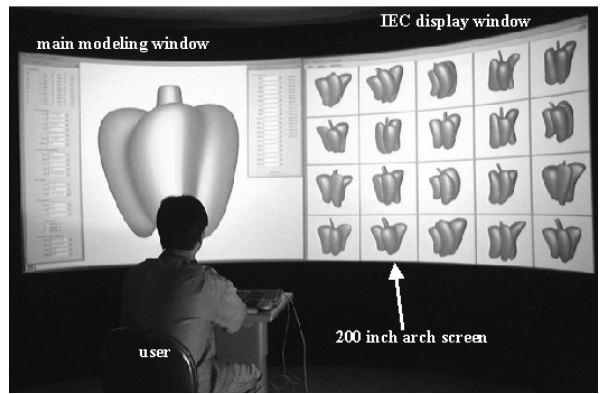 IEC display window
main modeling window
200 inch arch screen
user